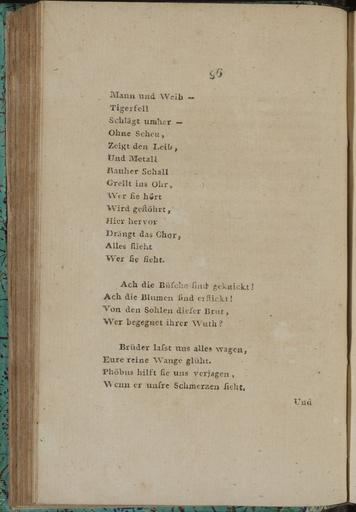 96
Mann und Weib —
Tigerfell
Schlägt umher —
Ohne Scheu,
Zeigt den Leib,
Und Metall
Rauher Schall
Grellt ins Ohr,
Wer ſie hört
Wird geſtöhrt,
Hier hervor
Drängt das Chor,
Alles flieht
Wer ſie ſieht.
Ach die Büſche ſind geknickt!
Ach die Blumen ſind erſtickt!
Von den Sohlen dieſer Brut,
Wer begegnet ihrer Wuth?
Brüder laſst uns alles wagen,
Eure reine Wange glüht.
Phöbus hilft ſie uns verjagen,
Wenn er unſre Schmerzen ſieht.
Und